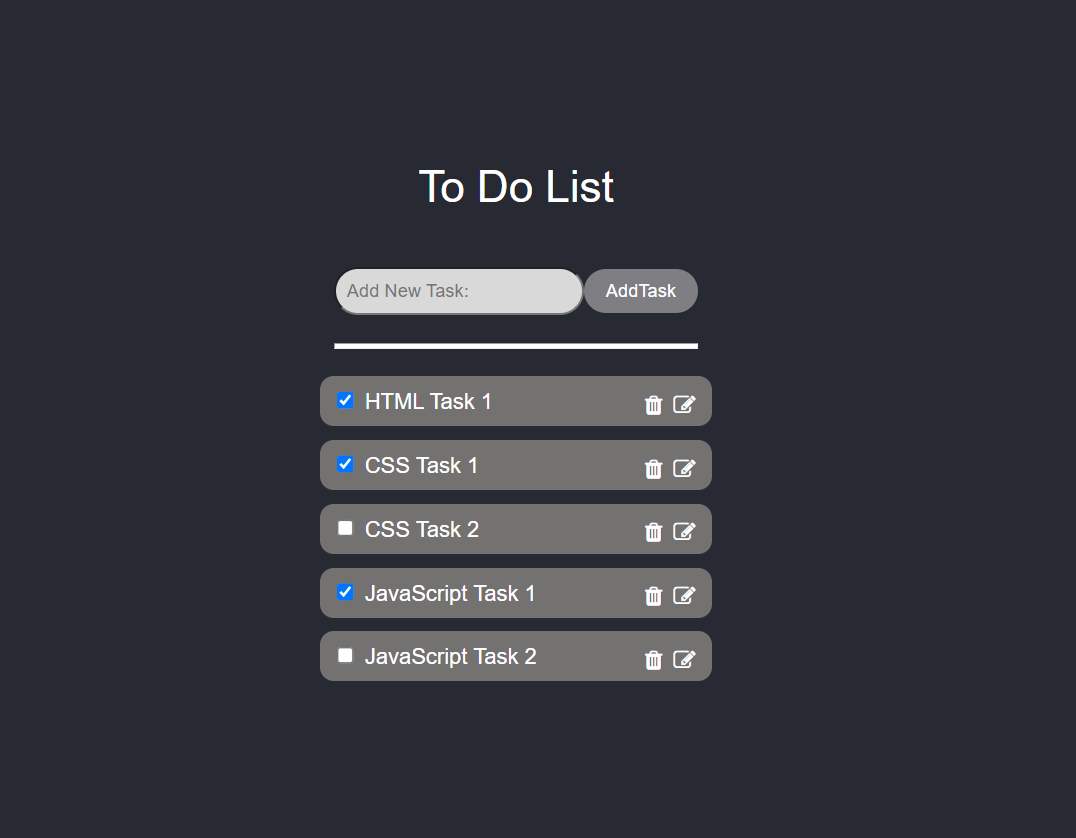 To Do List
Add New Task:
AddTask
HTML Task 1
CSS Task 1
CSS Task 2
JavaScript Task 1
JavaScript Task 2